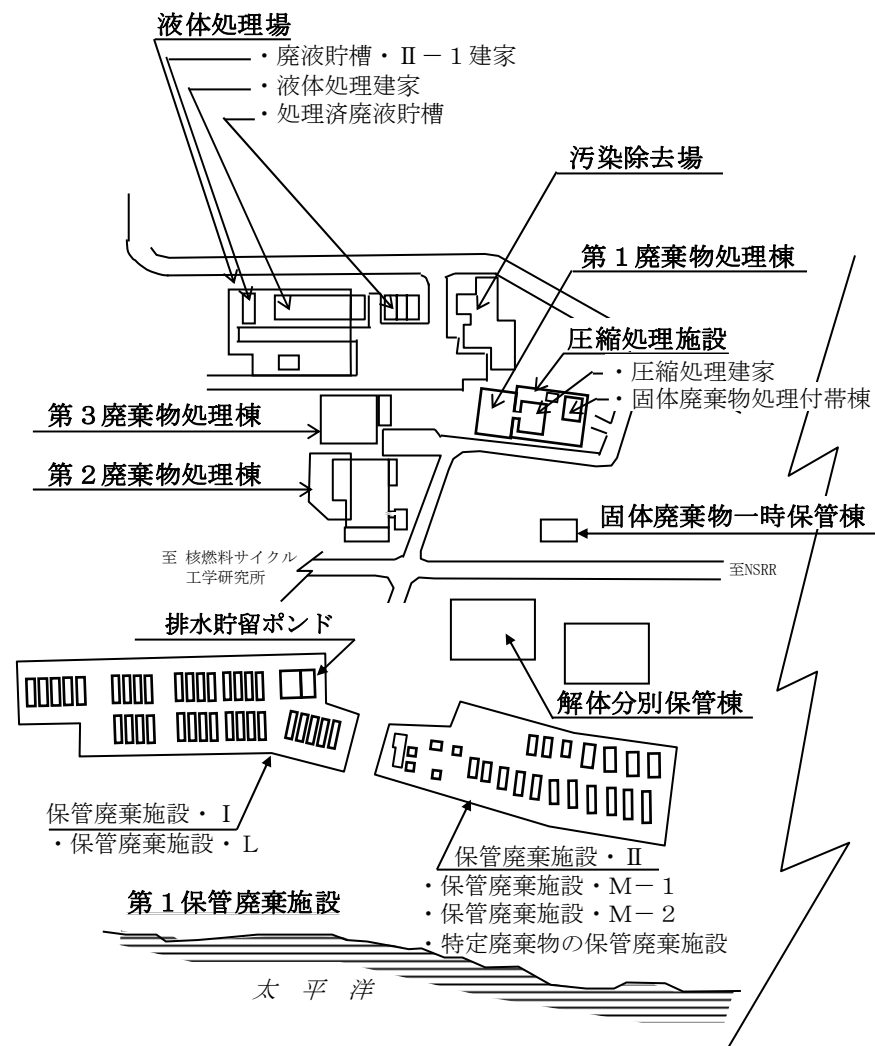 液体処理場
・廃液貯槽・Ⅱ－１建家
・液体処理建家
・処理済廃液貯槽
汚染除去場
第１廃棄物処理棟
圧縮処理施設
・圧縮処理建家
・固体廃棄物処理付帯棟
第３廃棄物処理棟
第２廃棄物処理棟
固体廃棄物一時保管棟
至 核燃料サイクル
工学研究所
至NSRR
排水貯留ポンド
解体分別保管棟
保管廃棄施設・Ⅰ
・保管廃棄施設・Ｌ
保管廃棄施設・Ⅱ
・保管廃棄施設・Ｍ－１
・保管廃棄施設・Ｍ－２
・特定廃棄物の保管廃棄施設
第１保管廃棄施設
太 平 洋